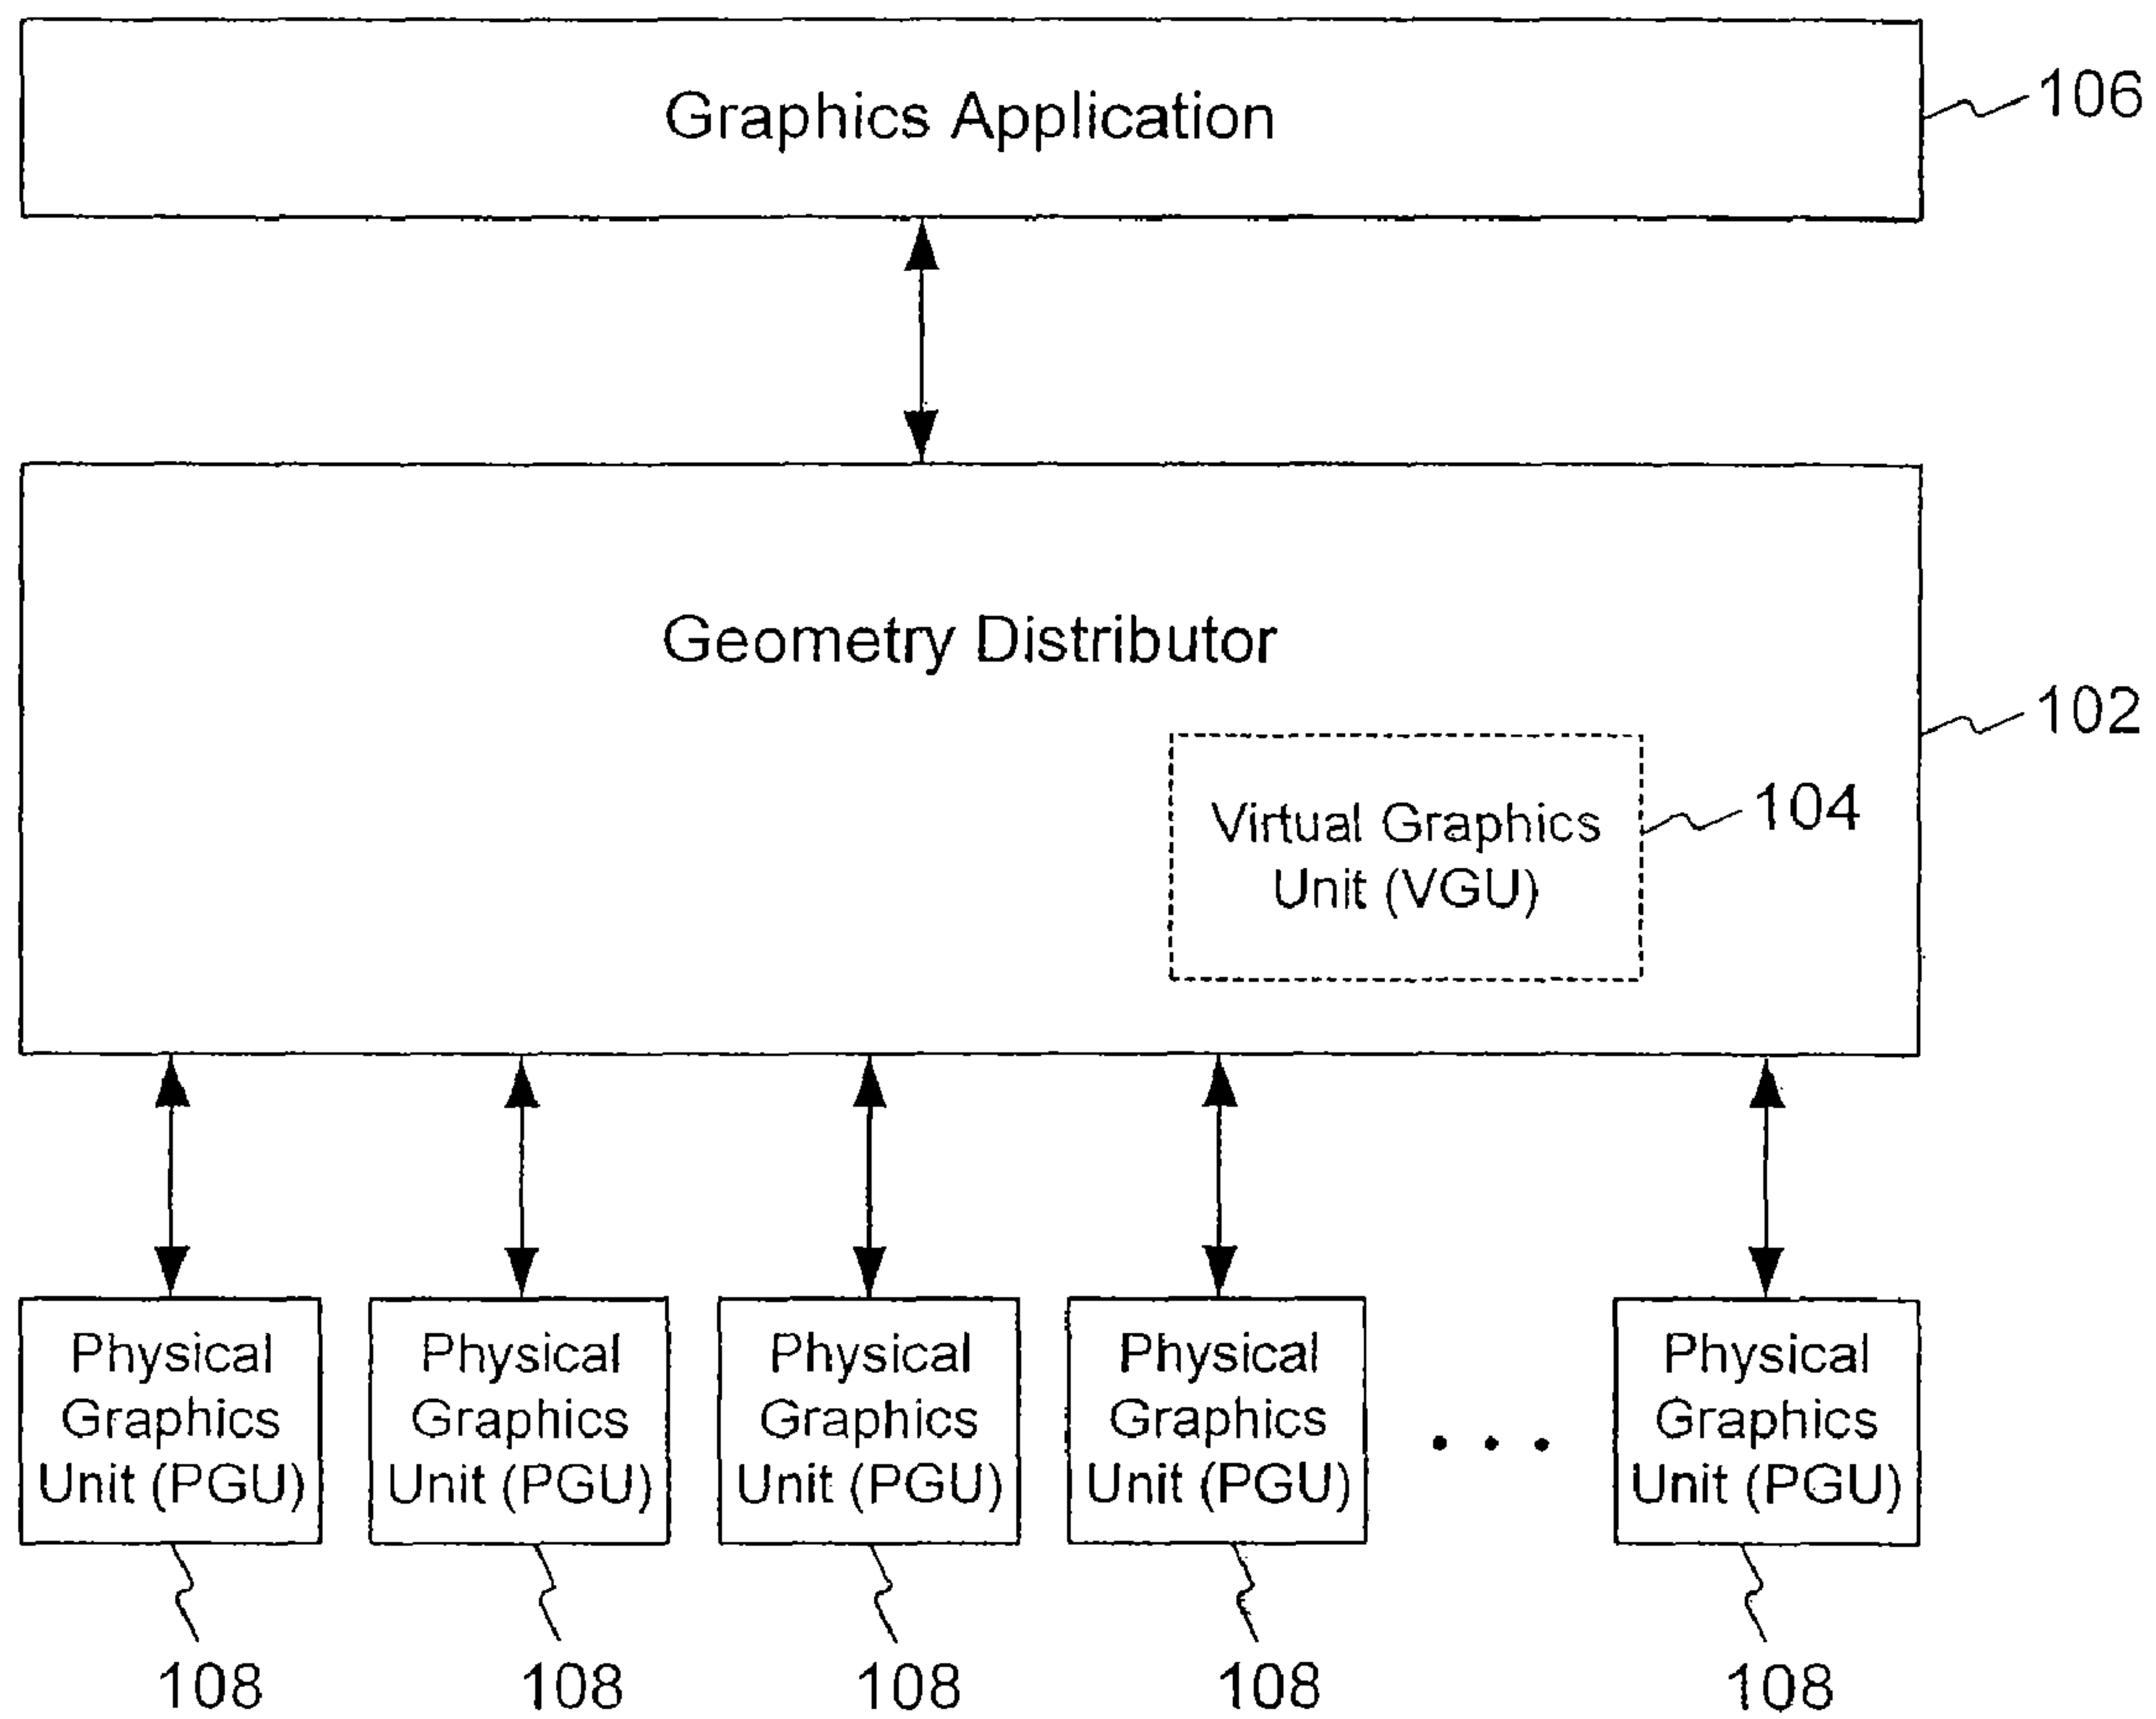 Graphics Application
106
Geometry Distributor
102
Virtual Graphics
Unit (VGU)
104
Physical
Graphics
Unit (PGU)
Physical
Graphics
Unit (PGU)
Physical
Graphics
Unit (PGU)
Physical
Graphics
Unit (PGU)
• • •
Physical
Graphics
Unit (PGU)
108
108
108
108
108